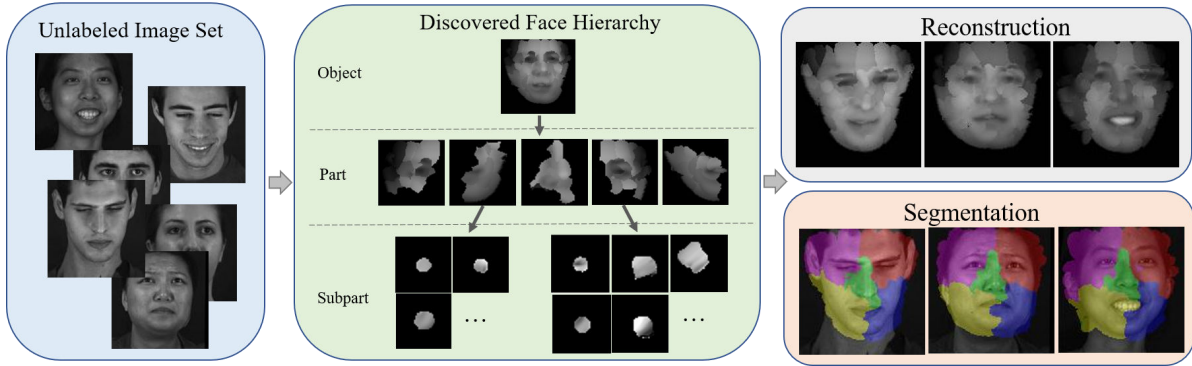 Unlabeled Image Set
Discovered Face Hierarchy
Object
Part
Subpart
...
...
Reconstruction
Segmentation